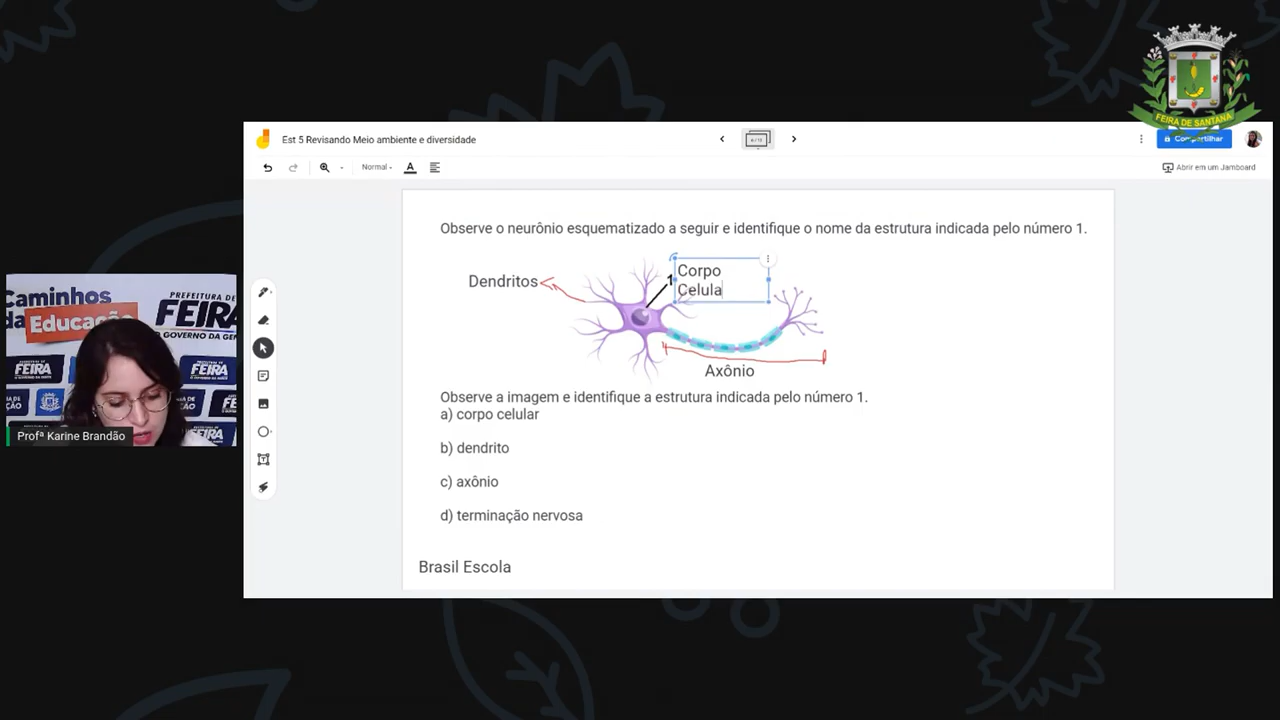 FEIRA DE SANTANA
Est 5 Revisando Meio ambiente e diversidade
Compartilhar
Normal
Abrir em um Jamboard
Observe o neurônio esquematizado a seguir e identifique o nome da estrutura indicada pelo número 1.
Dendritos
1
Corpo
Celula
Axônio
Observe a imagem e identifique a estrutura indicada pelo número 1.
a) corpo celular
b) dendrito
c) axônio
d) terminação nervosa
Brasil Escola
Caminhos
da Educação
FEIRA
O GOVERNO DA GEN
FEIRA
FEIRA
FEIRA
Profª Karine Brandão